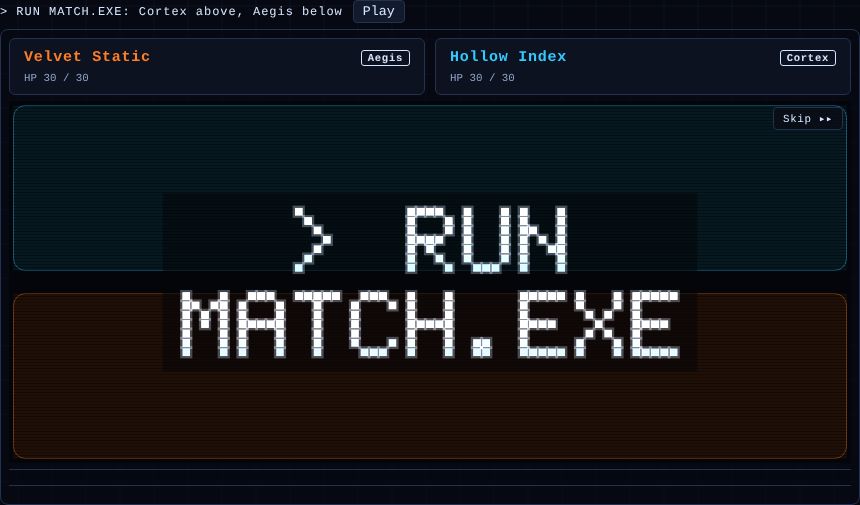 > RUN MATCH.EXE: Cortex above, Aegis below Play
Velvet Static Aegis
HP 30 / 30
Hollow Index Cortex
HP 30 / 30
Skip ▸▸
> RUN
MATCH.EXE